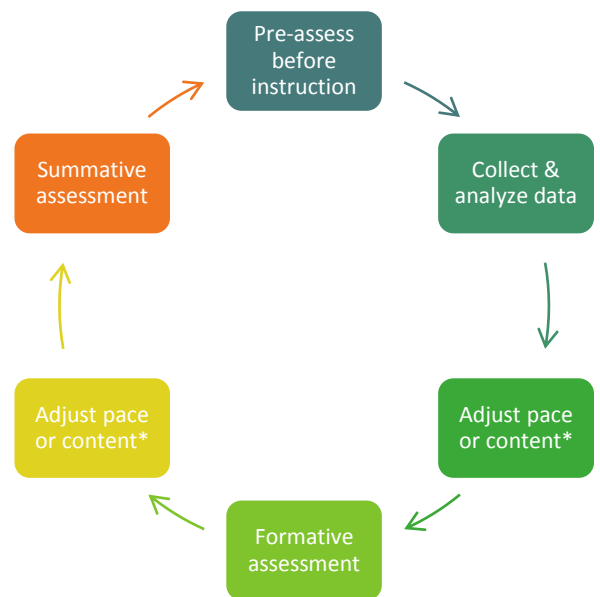 Pre-assess
before
instruction
Collect &
analyze data
Adjust pace
or content*
Formative
assessment
Adjust pace
or content*
Summative
assessment